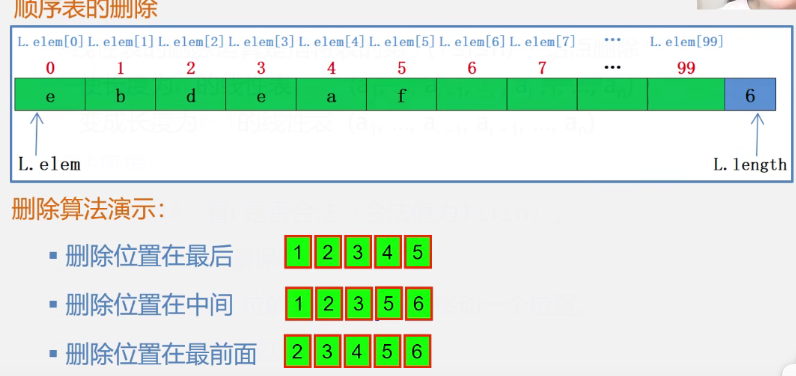 顺序表的删除
L.elem[0] L.elem[1] L.elem[2] L.elem[3] L.elem[4] L.elem[5] L.elem[6] L.elem[7] ... L.elem[99]
0 1 2 3 4 5 6 7 ... 99
e b d e a f 6
L.elem L.length
删除算法演示:
▪ 删除位置在最后 1 2 3 4 5
▪ 删除位置在中间 1 2 3 5 6
▪ 删除位置在最前面 2 3 4 5 6